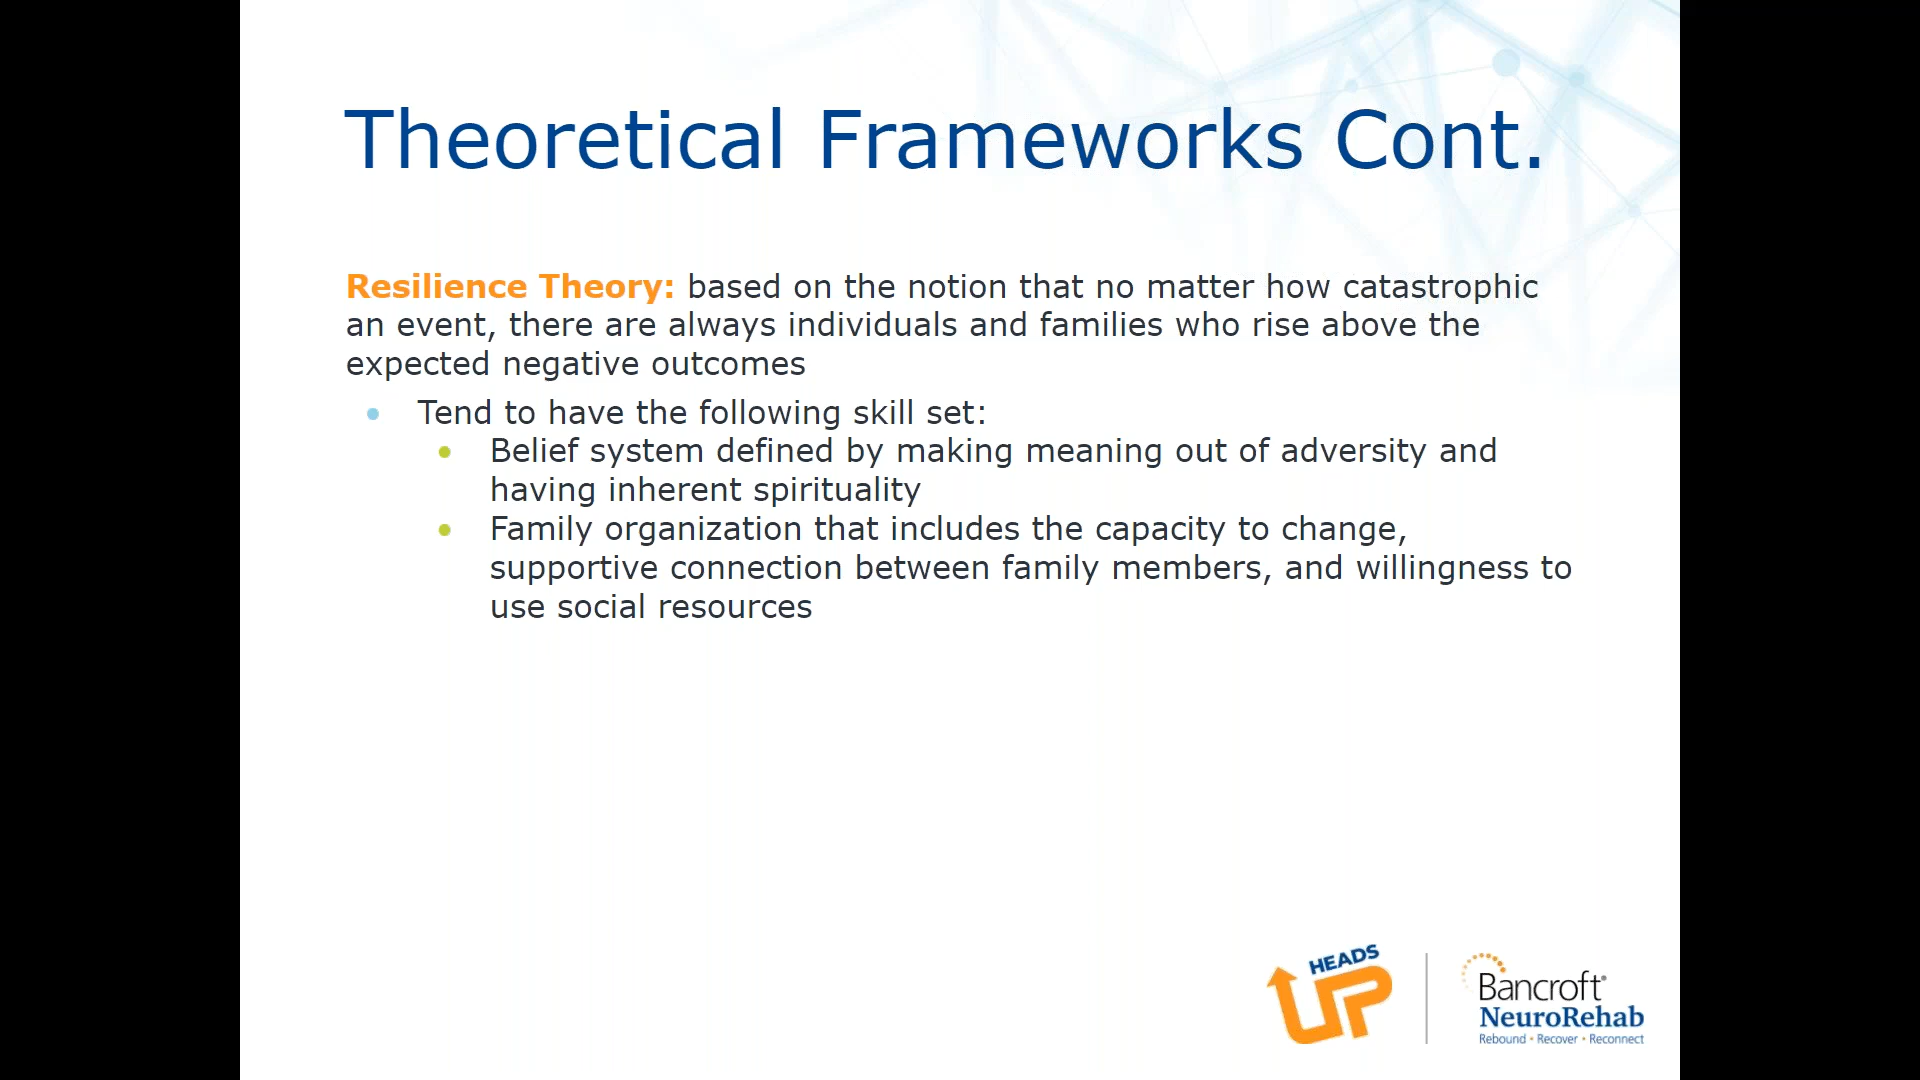 Theoretical Frameworks Cont.
Resilience Theory: based on the notion that no matter how catastrophic
an event, there are always individuals and families who rise above the
expected negative outcomes
• Tend to have the following skill set:
• Belief system defined by making meaning out of adversity and
having inherent spirituality
• Family organization that includes the capacity to change,
supportive connection between family members, and willingness to
use social resources
HEADS
UP
Bancroft®
NeuroRehab
Rebound • Recover • Reconnect